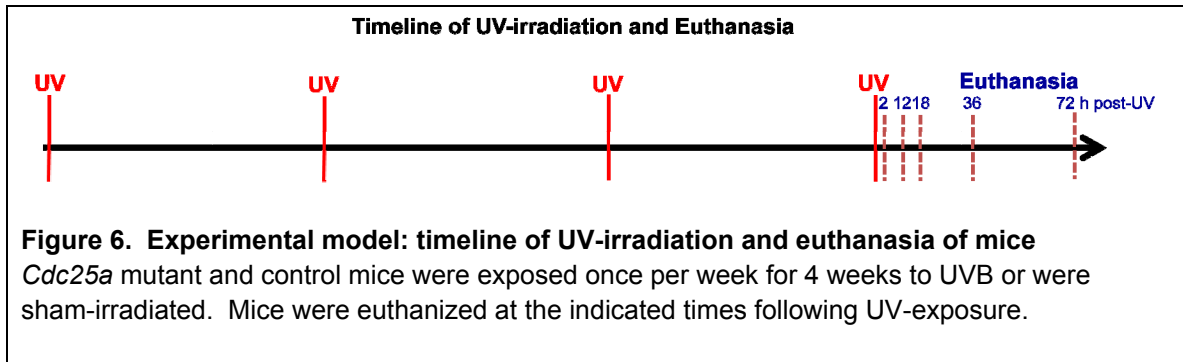 Timeline of UV-irradiation and Euthanasia
UV UV UV UV Euthanasia
2 12 18 36 72 h post-UV
Figure 6. Experimental model: timeline of UV-irradiation and euthanasia of mice
Cdc25a mutant and control mice were exposed once per week for 4 weeks to UVB or were
sham-irradiated. Mice were euthanized at the indicated times following UV-exposure.